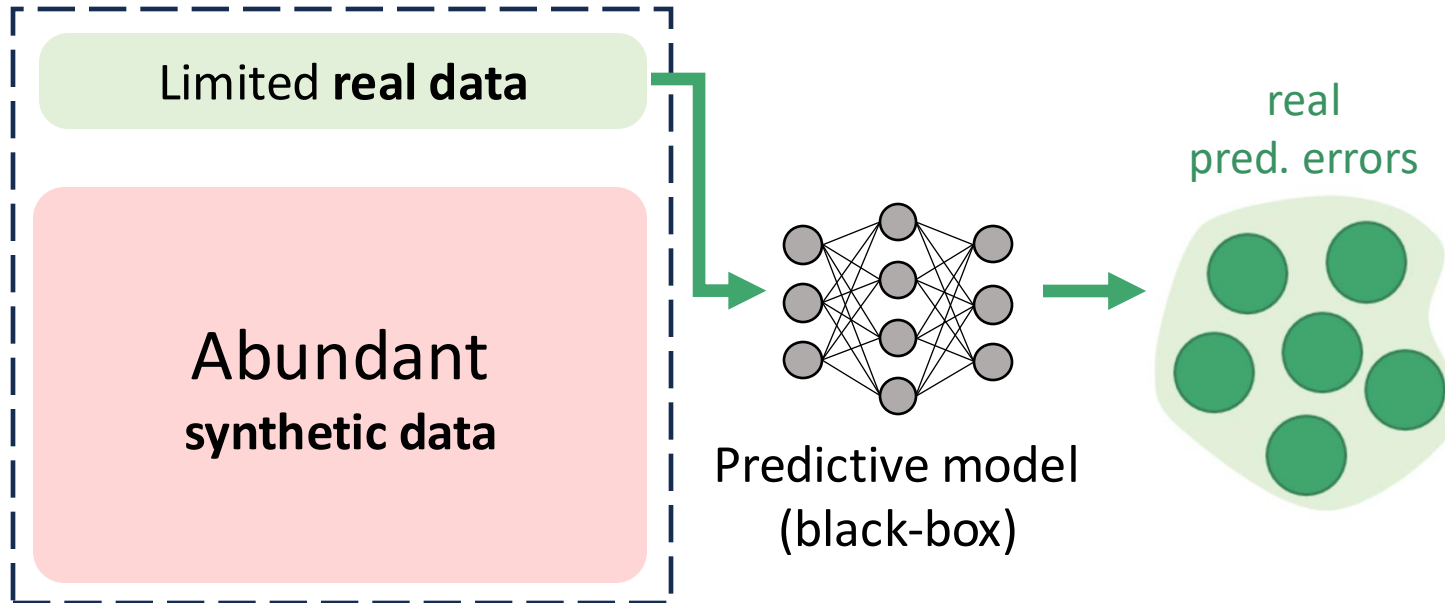 Limited real data
Abundant
synthetic data
Predictive model
(black-box)
real
pred. errors